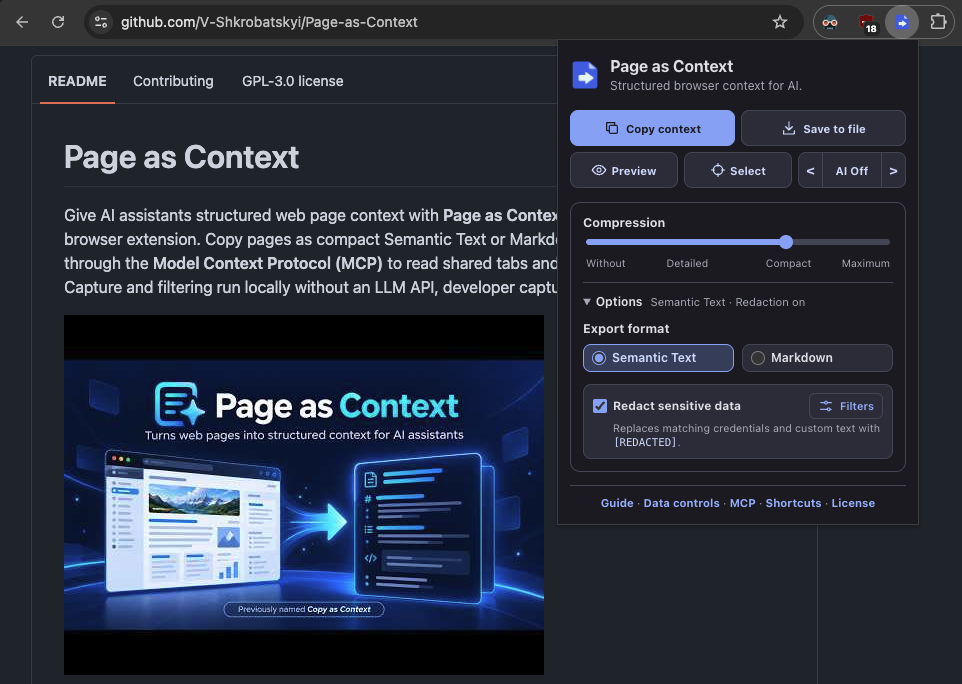 github.com/V-Shkrobatskyi/Page-as-Context
18
README
Contributing
GPL-3.0 license
Page as Context
Give AI assistants structured web page context with Page as Contex
browser extension. Copy pages as compact Semantic Text or Markd
through the Model Context Protocol (MCP) to read shared tabs and
Capture and filtering run locally without an LLM API, developer captu
Page as Context
Turns web pages into structured context for AI assistants
Previously named Copy as Context
Page as Context
Structured browser context for AI.
Copy context
Save to file
Preview
Select
<
AI Off
>
Compression
Without
Detailed
Compact
Maximum
▼ Options Semantic Text · Redaction on
Export format
Semantic Text
Markdown
Redact sensitive data
Filters
Replaces matching credentials and custom text with
[REDACTED].
Guide · Data controls · MCP · Shortcuts · License